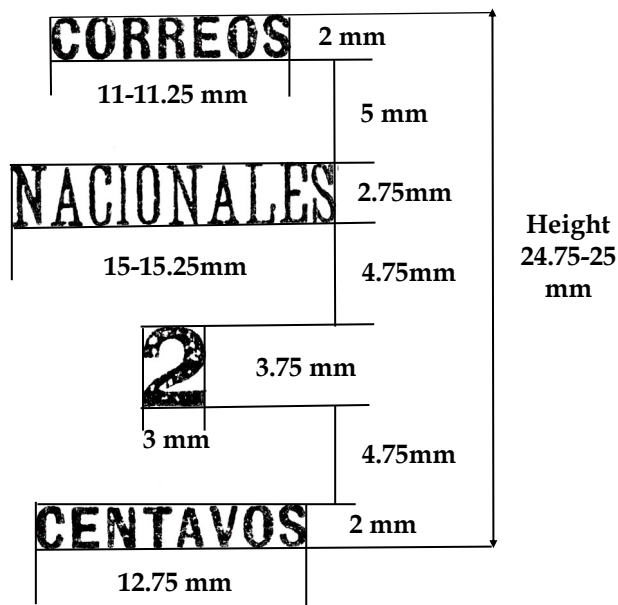 CORREOS
2 mm
11-11.25 mm
5 mm
NACIONALES
2.75mm
15-15.25mm
4.75mm
Height
24.75-25
mm
2
3.75 mm
3 mm
4.75mm
CENTAVOS
2 mm
12.75 mm